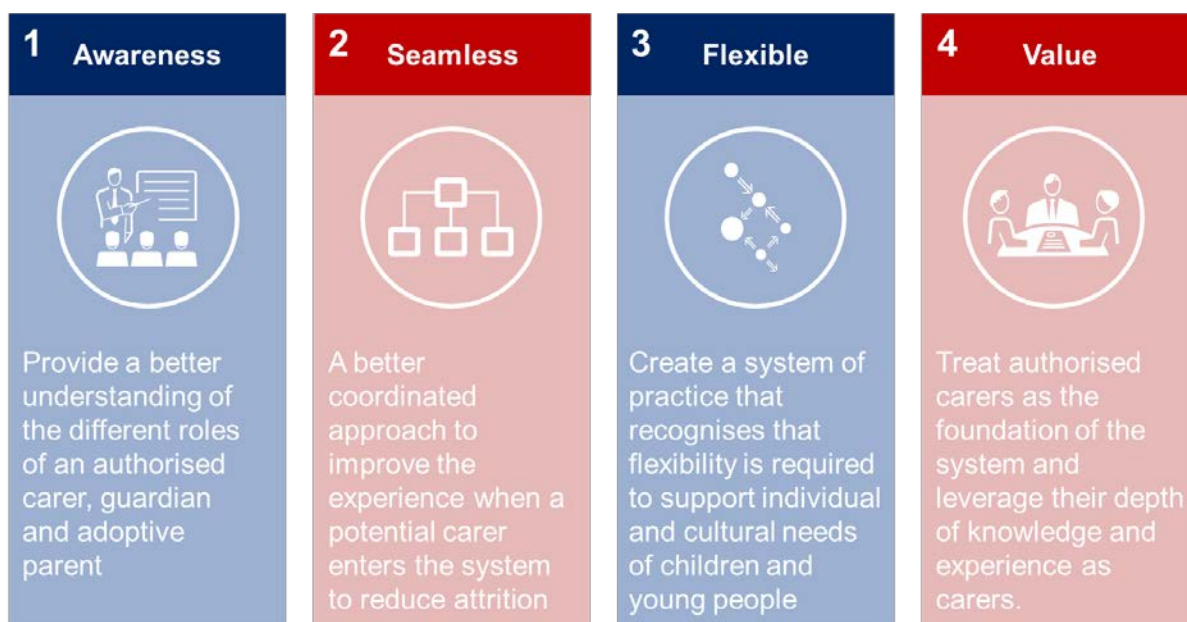 1 Awareness
Provide a better
understanding of
the different roles
of an authorised
carer, guardian
and adoptive
parent
2 Seamless
A better
coordinated
approach to
improve the
experience when a
potential carer
enters the system
to reduce attrition
3 Flexible
Create a system of
practice that
recognises that
flexibility is required
to support individual
and cultural needs
of children and
young people
4 Value
Treat authorised
carers as the
foundation of the
system and
leverage their depth
of knowledge and
experience as
carers.